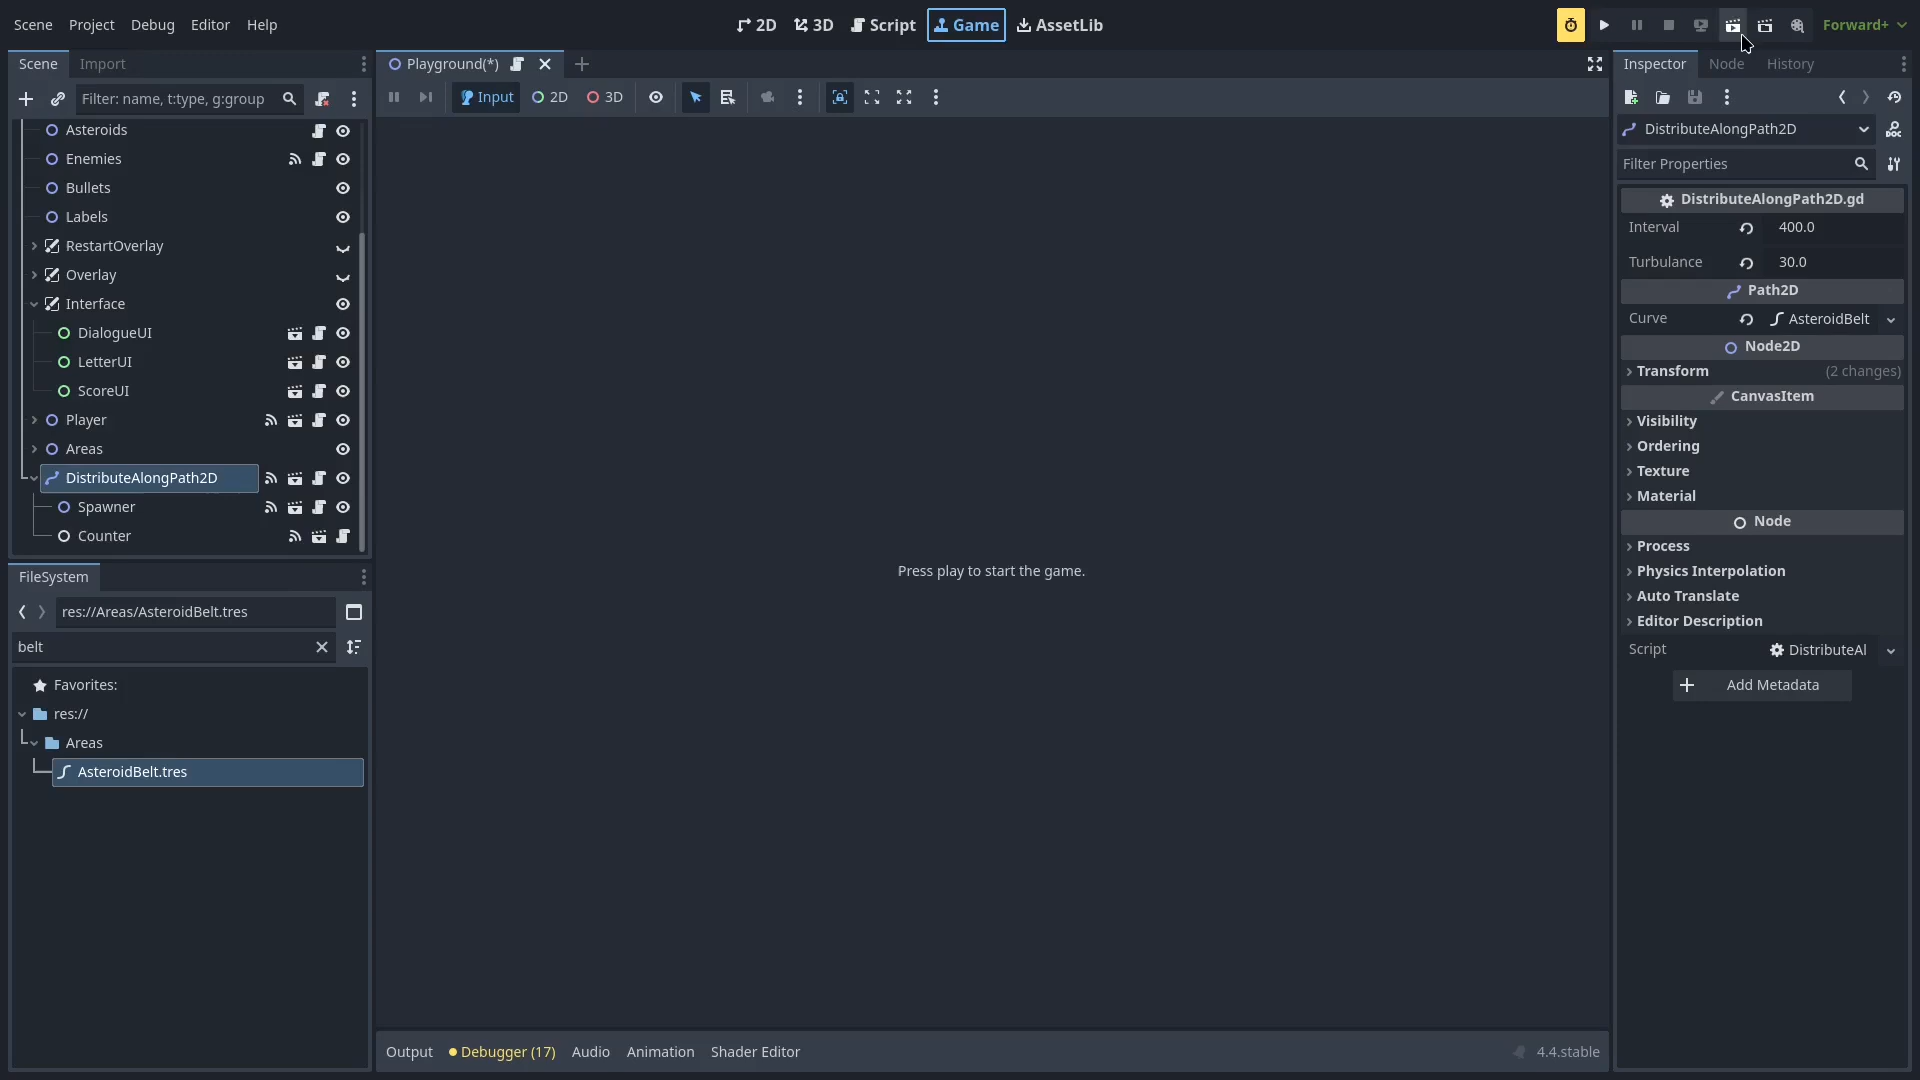 Scene Project Debug Editor Help 2D 3D Script Game AssetLib Forward+
Scene Import
Filter: name, t:type, g:group
Asteroids
Enemies
Bullets
Labels
RestartOverlay
Overlay
Interface
DialogueUI
LetterUI
ScoreUI
Player
Areas
DistributeAlongPath2D
Spawner
Counter
FileSystem
res://Areas/AsteroidBelt.tres
belt
Favorites:
res://
Areas
AsteroidBelt.tres
Playground(*)
Input 2D 3D
Press play to start the game.
Output Debugger (17) Audio Animation Shader Editor 4.4.stable
Inspector Node History
DistributeAlongPath2D
DOC
Filter Properties
DistributeAlongPath2D.gd
Interval 400.0
Turbulance 30.0
Path2D
Curve AsteroidBelt
Node2D
Transform (2 changes)
CanvasItem
Visibility
Ordering
Texture
Material
Node
Process
Physics Interpolation
Auto Translate
Editor Description
Script DistributeAl
Add Metadata